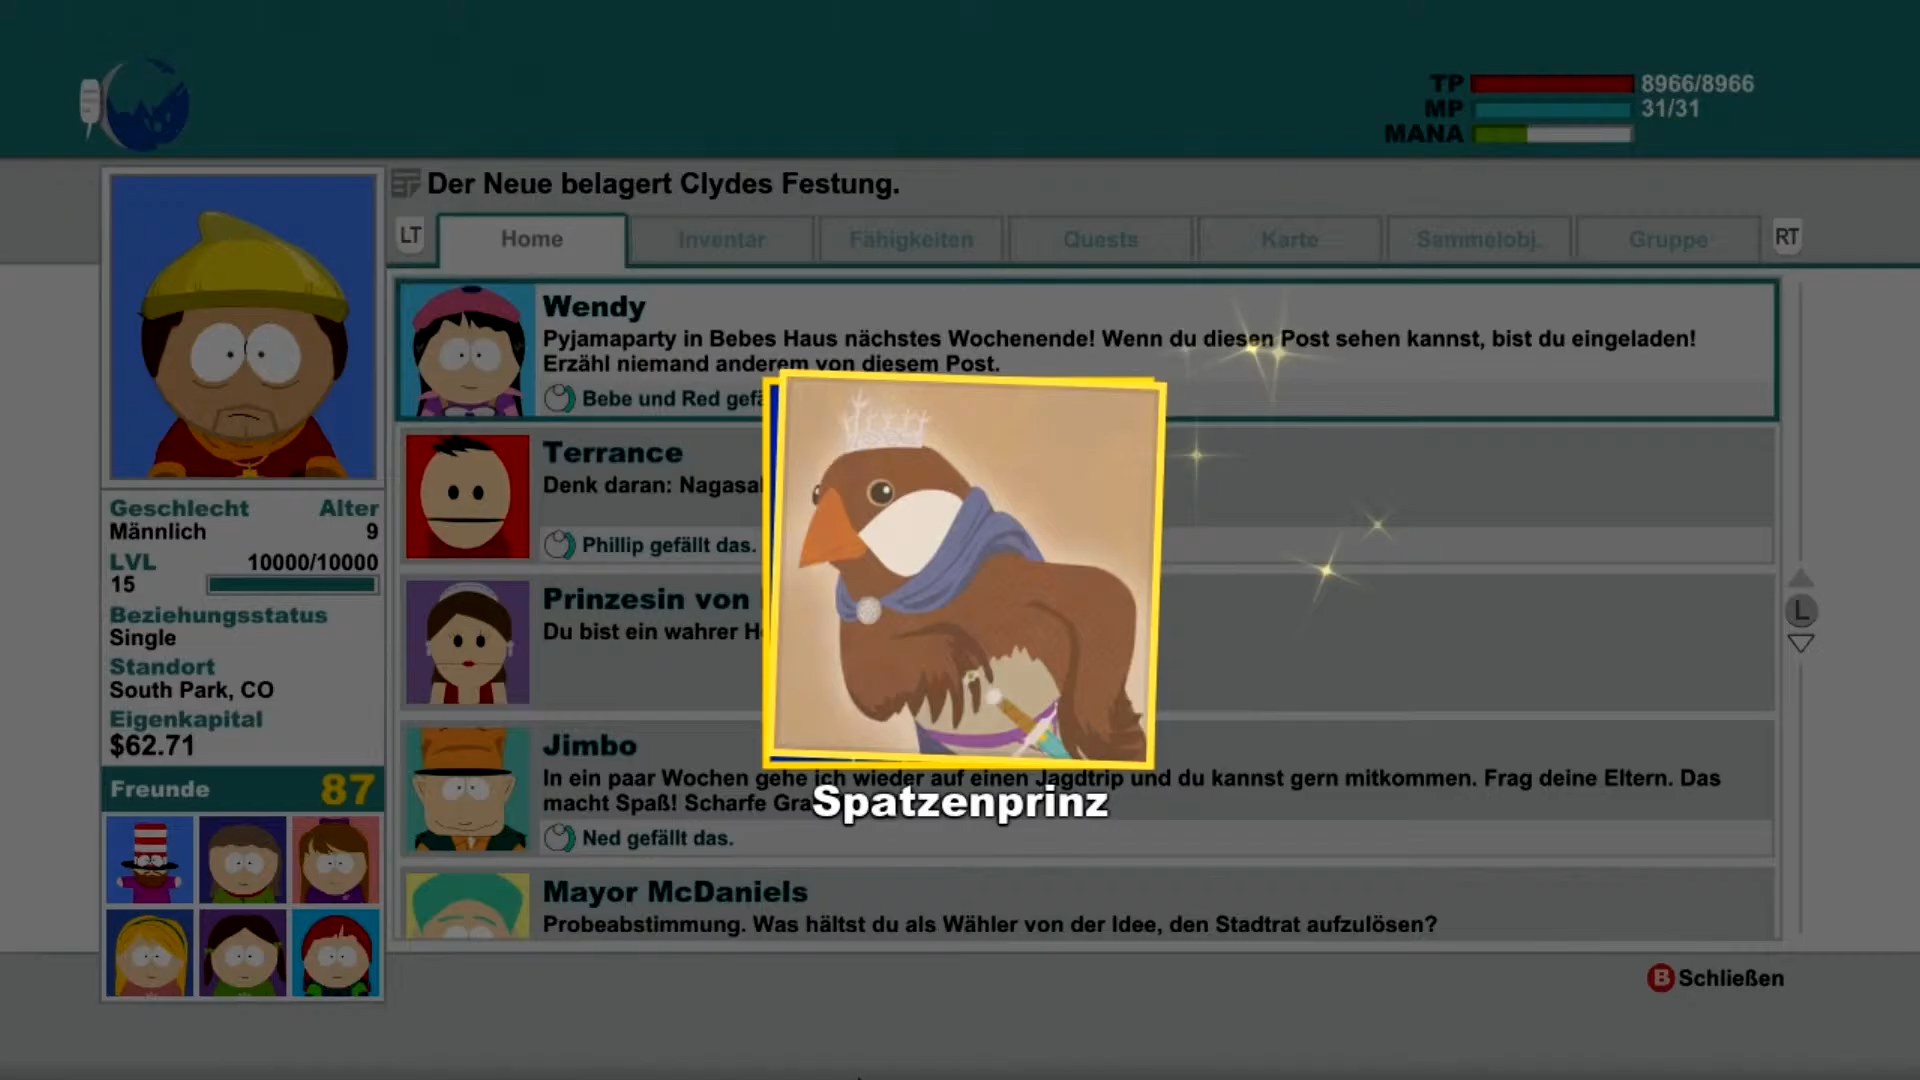 TP 8966/8966
MP 31/31
MANA
Der Neue belagert Clydes Festung.
LT Home Inventar Fähigkeiten Quests Karte Sammelobj. Gruppe RT
Wendy
Pyjamaparty in Bebes Haus nächstes Wochenende! Wenn du diesen Post sehen kannst, bist du eingeladen!
Erzähl niemand anderem von diesem Post.
Bebe und Red
Terrance
Denk daran:
Phillip gefällt das.
Prinzesin von
Du bist ein wahrer
Jimbo
In ein paar Wochen gehe ich wieder auf einen Jagdtrip und du kannst gern mitkommen. Frag deine Eltern. Das
macht Spaß! Scharfe
Ned gefällt das.
Mayor McDaniels
Probeabstimmung. Was hältst du als Wähler von der Idee, den Stadtrat aufzulösen?
Spatzenprinz
Geschlecht Alter
Männlich 9
LVL 10000/10000
15
Beziehungsstatus
Single
Standort
South Park, CO
Eigenkapital
$62.71
Freunde 87
L
B Schließen